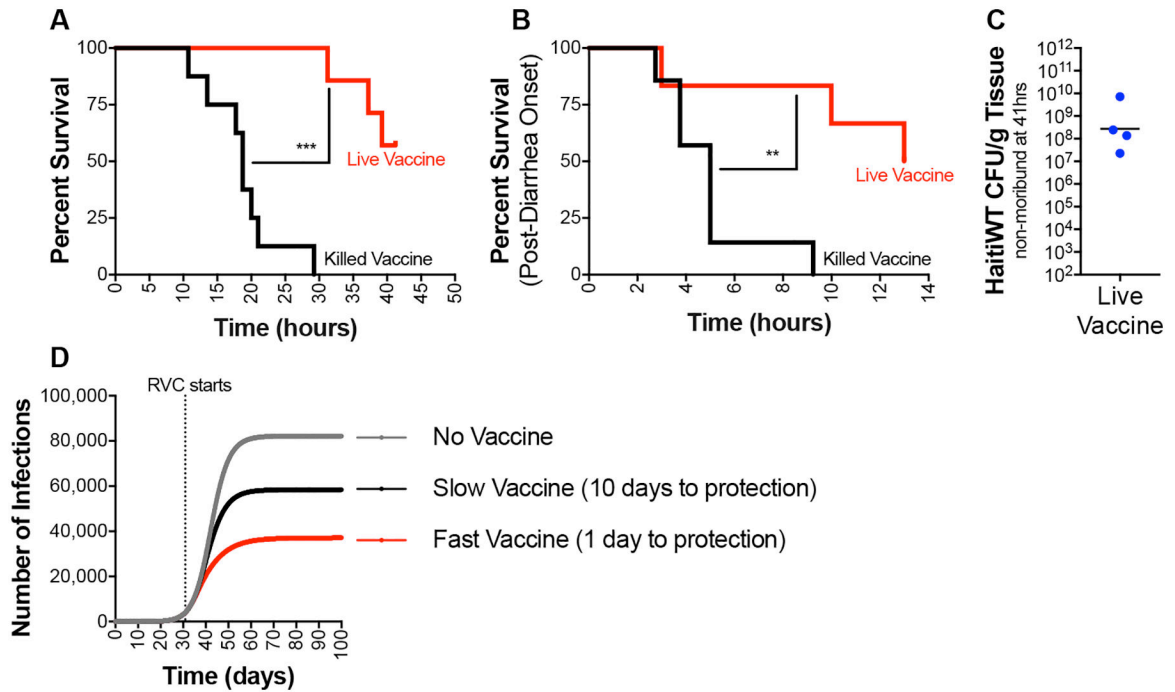 A
Percent Survival
100
75
50
25
0
***
Live Vaccine
Killed Vaccine
0
5
10
15
20
25
30
35
40
45
50
Time (hours)
B
Percent Survival
(Post-Diarrhea Onset)
100
75
50
25
0
**
Live Vaccine
Killed Vaccine
0
2
4
6
8
10
12
14
Time (hours)
C
HaitiWT CFU/g Tissue
non-moribund at 41hrs
10¹²
10¹¹
10¹⁰
10⁹
10⁸
10⁷
10⁶
10⁵
10⁴
10³
10²
Live
Vaccine
D
RVC starts
Number of Infections
100,000
80,000
60,000
40,000
20,000
0
0
10
20
30
40
50
60
70
80
90
100
Time (days)
No Vaccine
Slow Vaccine (10 days to protection)
Fast Vaccine (1 day to protection)